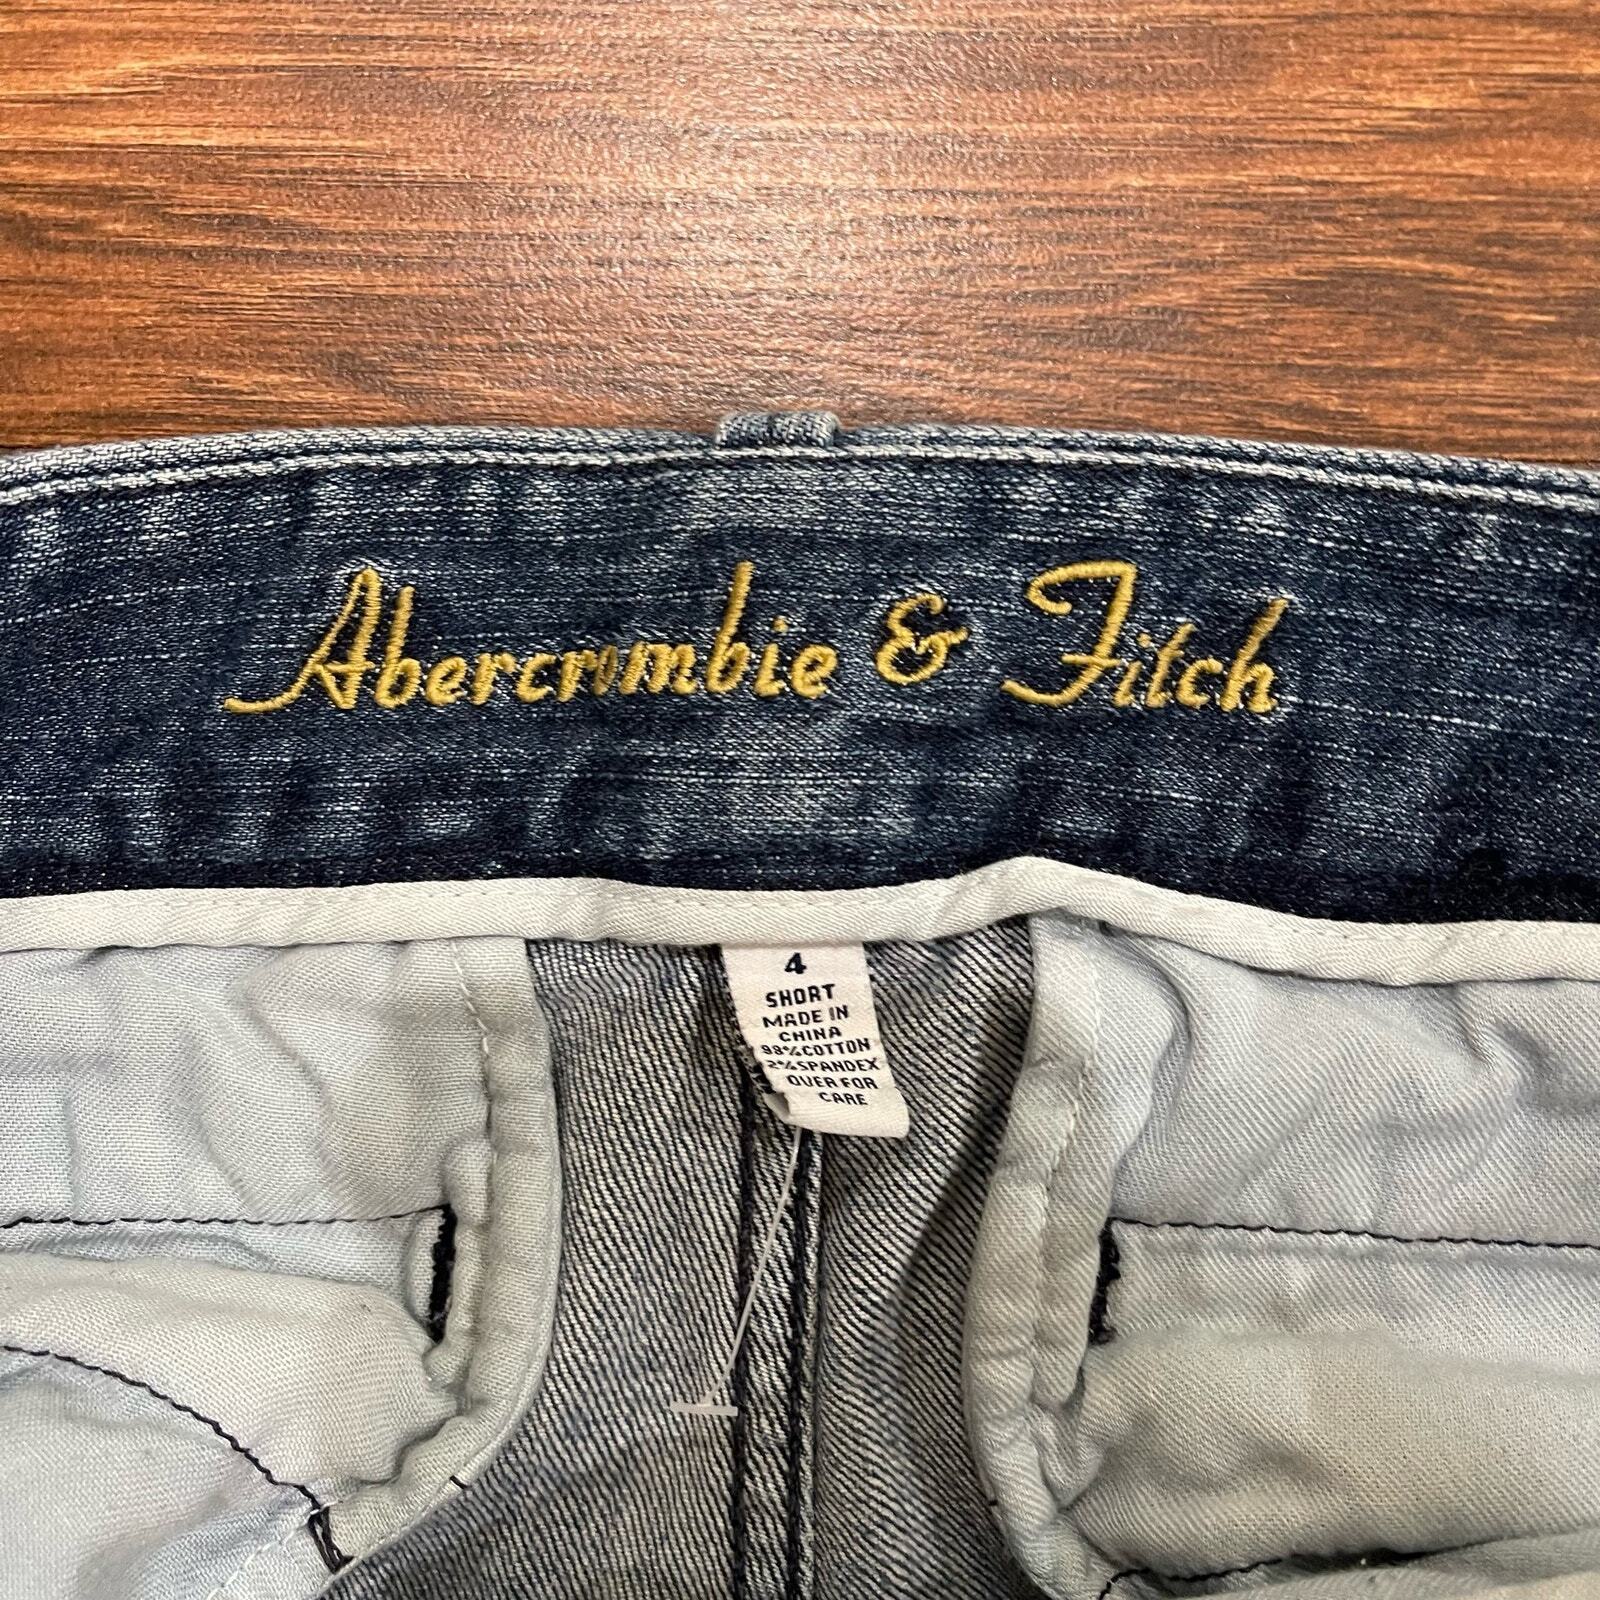 Abercrombie & Fitch
4
SHORT
MADE IN
CHINA
98% COTTON
2% SPANDEX
OVER FOR
CARE